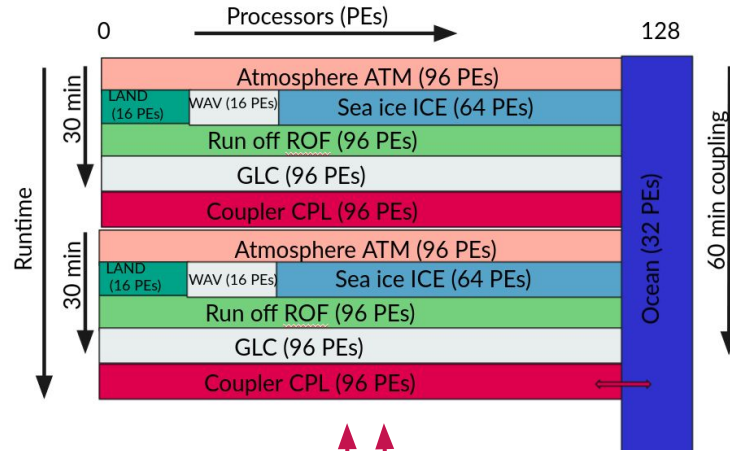 Processors (PEs)
0
128
Atmosphere ATM (96 PEs)
LAND
(16 PEs)
WAV (16 PEs)
Sea ice ICE (64 PEs)
Run off ROF (96 PEs)
GLC (96 PEs)
Coupler CPL (96 PEs)
Atmosphere ATM (96 PEs)
LAND
(16 PEs)
WAV (16 PEs)
Sea ice ICE (64 PEs)
Run off ROF (96 PEs)
GLC (96 PEs)
Coupler CPL (96 PEs)
Runtime
30 min
30 min
Ocean (32 PEs)
60 min coupling